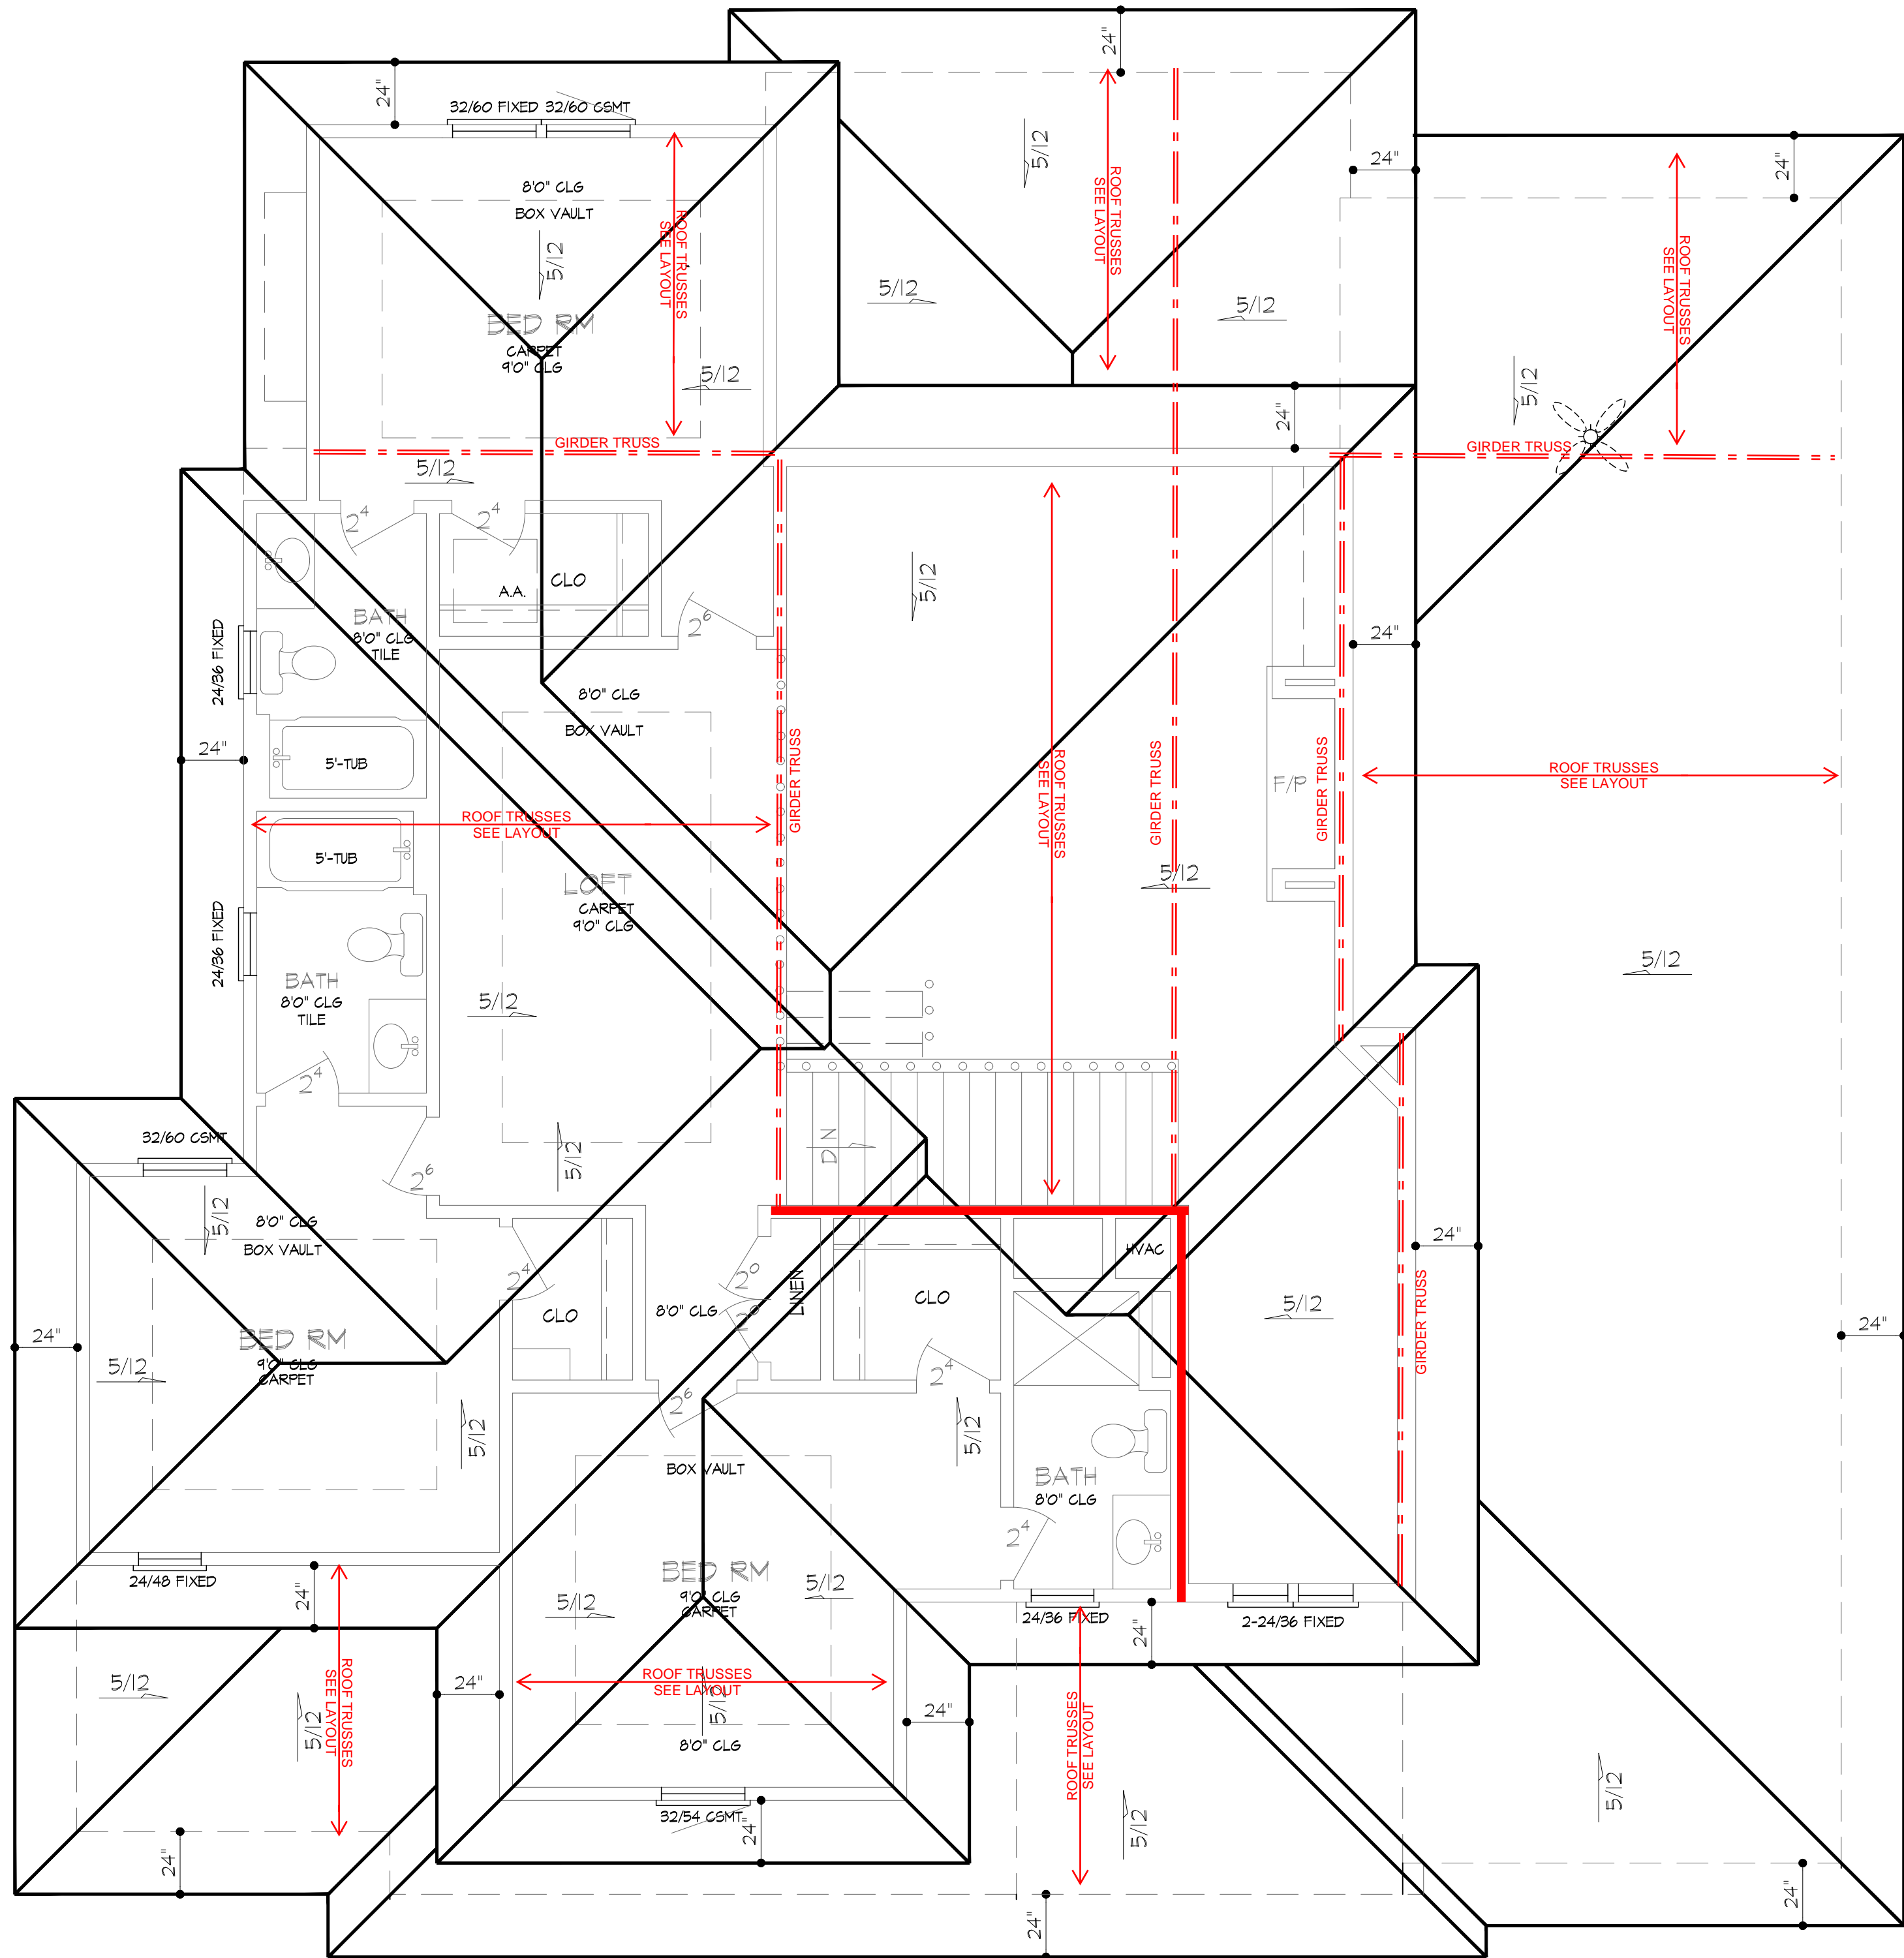 24"
24"
32/60 FIXED 32/60 CSMT
8'0" CLG
BOX VAULT
5/12
BED RM
CARPET
9'0" CLG
5/12
ROOF TRUSSES
SEE LAYOUT
GIRDER TRUSS
5/12
5/12
ROOF TRUSSES
SEE LAYOUT
5/12
5/12
24"
24"
24"
ROOF TRUSSES
SEE LAYOUT
5/12
GIRDER TRUSS
2⁴
2⁴
A.A.
CLO
2⁶
BATH
8'0" CLG
TILE
24/36 FIXED
24"
5'-TUB
5'-TUB
8'0" CLG
BOX VAULT
5/12
24"
ROOF TRUSSES
SEE LAYOUT
GIRDER TRUSS
ROOF TRUSSES
SEE LAYOUT
GIRDER TRUSS
F/P
GIRDER TRUSS
ROOF TRUSSES
SEE LAYOUT
LOFT
CARPET
9'0" CLG
5/12
24/36 FIXED
BATH
8'0" CLG
TILE
5/12
5/12
2⁴
32/60 CSMT
2⁶
5/12
DN
5/12
8'0" CLG
BOX VAULT
BED RM
9'0" CLG
CARPET
24"
5/12
5/12
2⁴
CLO
8'0" CLG
2⁰
2⁰
LINEN
CLO
HVAC
5/12
24"
GIRDER TRUSS
24"
2⁶
2⁴
BOX VAULT
5/12
BATH
8'0" CLG
2⁴
BED RM
9'0" CLG
CARPET
5/12
5/12
24/48 FIXED
24"
24/36 FIXED
24"
2-24/36 FIXED
5/12
5/12
ROOF TRUSSES
SEE LAYOUT
24"
ROOF TRUSSES
SEE LAYOUT
5/12
8'0" CLG
24"
ROOF TRUSSES
SEE LAYOUT
5/12
5/12
32/54 CSMT
24"
24"
24"
24"